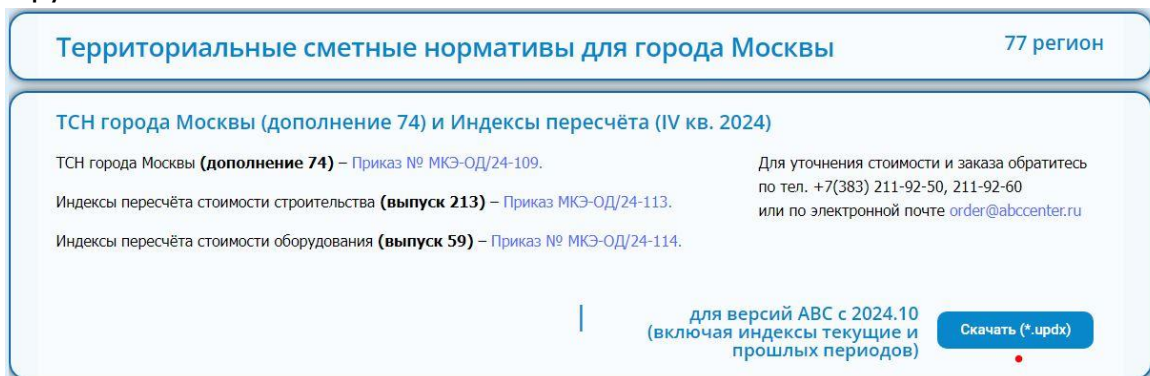 Территориальные сметные нормативы для города Москвы
77 регион
ТСН города Москвы (дополнение 74) и Индексы пересчёта (IV кв. 2024)
ТСН города Москвы (дополнение 74) – Приказ № МКЭ-ОД/24-109.
Индексы пересчёта стоимости строительства (выпуск 213) – Приказ МКЭ-ОД/24-113.
Индексы пересчёта стоимости оборудования (выпуск 59) – Приказ № МКЭ-ОД/24-114.
Для уточнения стоимости и заказа обратитесь
по тел. +7(383) 211-92-50, 211-92-60
или по электронной почте order@abccenter.ru
для версий АВС с 2024.10
(включая индексы текущие и
прошлых периодов)
Скачать (*.updx)